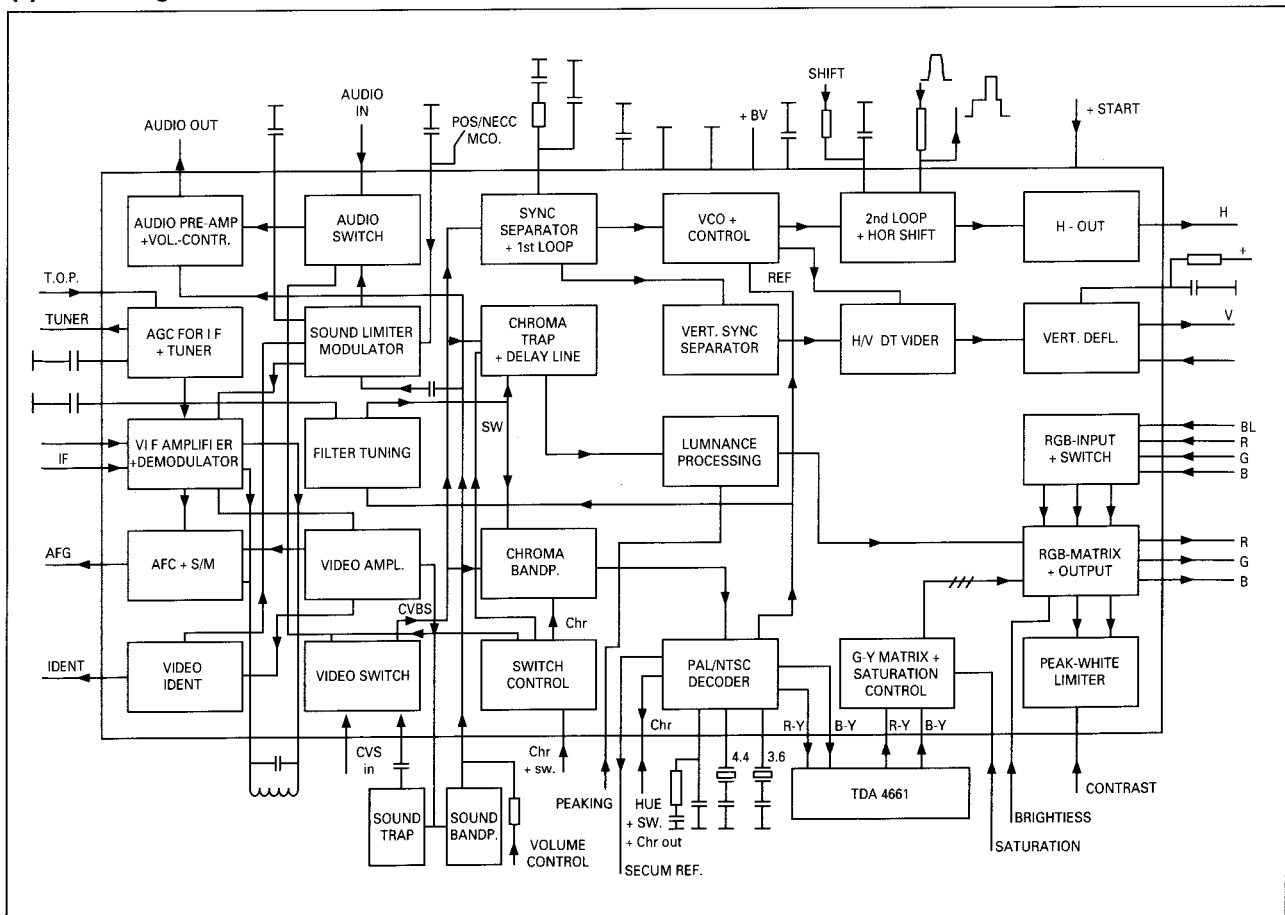 SHIFT
AUDIO
IN
+ START
AUDIO OUT
POS/NECC
MCO.
+ BV
AUDIO PRE-AMP
+VOL.-CONTR.
AUDIO
SWITCH
SYNC
SEPARATOR
+ 1st LOOP
VCO +
CONTROL
2nd LOOP
+ HOR SHIFT
H - OUT
H
+
T.O.P.
REF
TUNER
AGC FOR I F
+ TUNER
SOUND LIMITER
MODULATOR
CHROMA
TRAP
+ DELAY LINE
VERT. SYNC
SEPARATOR
H/V DT VIDER
VERT. DEFL.
V
SW
IF
VI F AMPLIFIER
+DEMODULATOR
FILTER TUNING
LUMNANCE
PROCESSING
RGB-INPUT
+ SWITCH
BL
R
G
B
AFG
AFC + S/M
VIDEO AMPL.
CHROMA
BANDP.
RGB-MATRIX
+ OUTPUT
R
G
B
CVBS
Chr
IDENT
VIDEO
IDENT
VIDEO SWITCH
SWITCH
CONTROL
PAL/NTSC
DECODER
G-Y MATRIX +
SATURATION
CONTROL
PEAK-WHITE
LIMITER
Chr
R-Y
B-Y
R-Y
B-Y
CVS
in
Chr
+ sw.
4.4
3.6
SOUND
TRAP
SOUND
BANDP.
VOLUME
CONTROL
PEAKING
HUE
+ SW.
+ Chr out
SECUM REF.
TDA 4661
CONTRAST
BRIGHTIESS
SATURATION